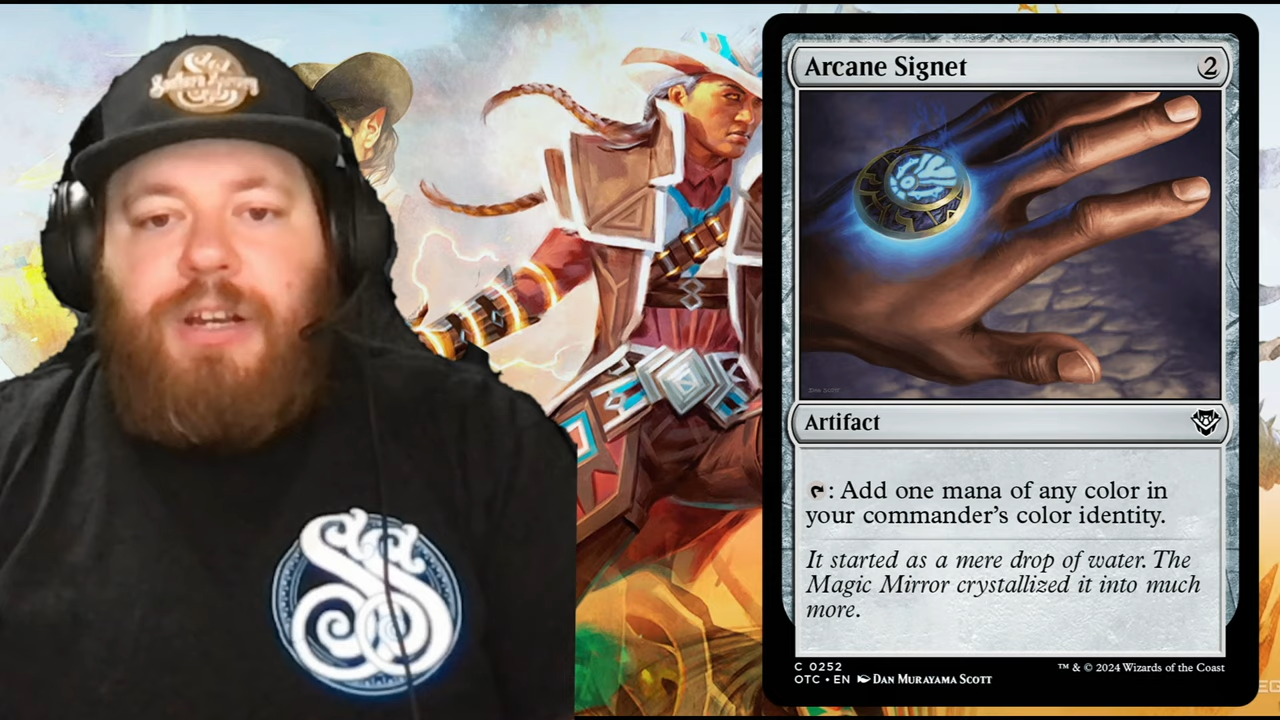 Arcane Signet
2
Artifact
: Add one mana of any color in
your commander's color identity.
It started as a mere drop of water. The
Magic Mirror crystallized it into much
more.
C 0252
OTC • EN Dan Murayama Scott
™ & © 2024 Wizards of the Coast